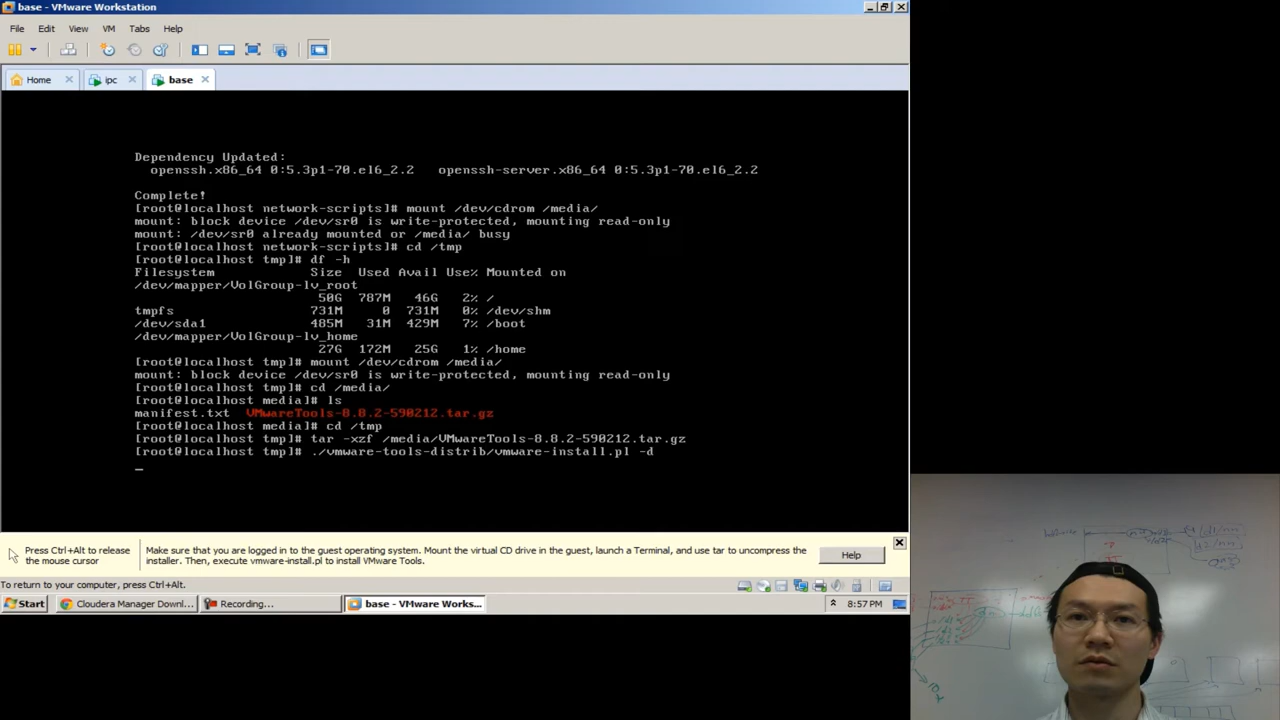 base - VMware Workstation
File Edit View VM Tabs Help
Home ipc base
Dependency Updated:
openssh.x86_64 0:5.3p1-70.el6_2.2 openssh-server.x86_64 0:5.3p1-70.el6_2.2
Complete!
[root@localhost network-scripts]# mount /dev/cdrom /media/
mount: block device /dev/sr0 is write-protected, mounting read-only
mount: /dev/sr0 already mounted or /media/ busy
[root@localhost network-scripts]# cd /tmp
[root@localhost tmp]# df -h
Filesystem Size Used Avail Use% Mounted on
/dev/mapper/VolGroup-lv_root
50G 787M 46G 2% /
tmpfs 731M 0 731M 0% /dev/shm
/dev/sda1 485M 31M 429M 7% /boot
/dev/mapper/VolGroup-lv_home
27G 172M 25G 1% /home
[root@localhost tmp]# mount /dev/cdrom /media/
mount: block device /dev/sr0 is write-protected, mounting read-only
[root@localhost tmp]# cd /media/
[root@localhost media]# ls
manifest.txt VMwareTools-8.8.2-590212.tar.gz
[root@localhost media]# cd /tmp
[root@localhost tmp]# tar -xzf /media/VMwareTools-8.8.2-590212.tar.gz
[root@localhost tmp]# ./vmware-tools-distrib/vmware-install.pl -d
Press Ctrl+Alt to release
the mouse cursor
Make sure that you are logged in to the guest operating system. Mount the virtual CD drive in the guest, launch a Terminal, and use tar to uncompress the
installer. Then, execute vmware-install.pl to install VMware Tools.
Help
To return to your computer, press Ctrl+Alt.
Start Cloudera Manager Downl... Recording... base - VMware Works... 8:57 PM